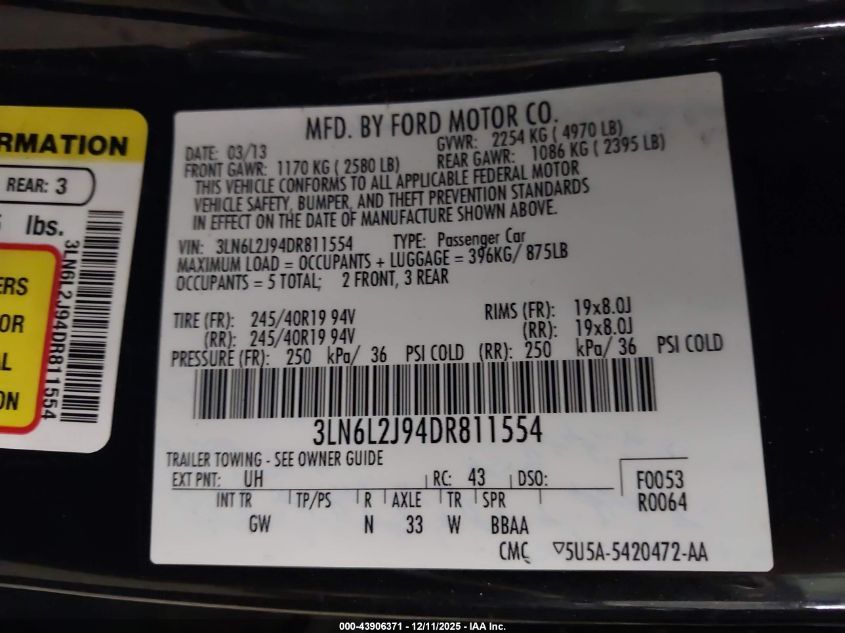 RMATION
REAR: 3
lbs.
ERS
OR
AL
ON
3LN6L2J94DR811554
MFD. BY FORD MOTOR CO.
DATE: 03/13 GVWR: 2254 KG ( 4970 LB)
FRONT GAWR: 1170 KG ( 2580 LB) REAR GAWR: 1086 KG ( 2395 LB)
THIS VEHICLE CONFORMS TO ALL APPLICABLE FEDERAL MOTOR
VEHICLE SAFETY, BUMPER, AND THEFT PREVENTION STANDARDS
IN EFFECT ON THE DATE OF MANUFACTURE SHOWN ABOVE.
VIN: 3LN6L2J94DR811554 TYPE: Passenger Car
MAXIMUM LOAD = OCCUPANTS + LUGGAGE = 396KG/ 875LB
OCCUPANTS = 5 TOTAL; 2 FRONT, 3 REAR
TIRE (FR): 245/40R19 94V RIMS (FR): 19x8.0J
(RR): 245/40R19 94V (RR): 19x8.0J
PRESSURE (FR): 250 kPa/ 36 PSI COLD (RR): 250 kPa/ 36 PSI COLD
3LN6L2J94DR811554
TRAILER TOWING - SEE OWNER GUIDE
EXT PNT: UH RC: 43 DSO: F0053
INT TR TP/PS R AXLE TR SPR R0064
GW N 33 W BBAA
CMC 5U5A-5420472-AA
000-43906371 - 12/11/2025 - IAA Inc.